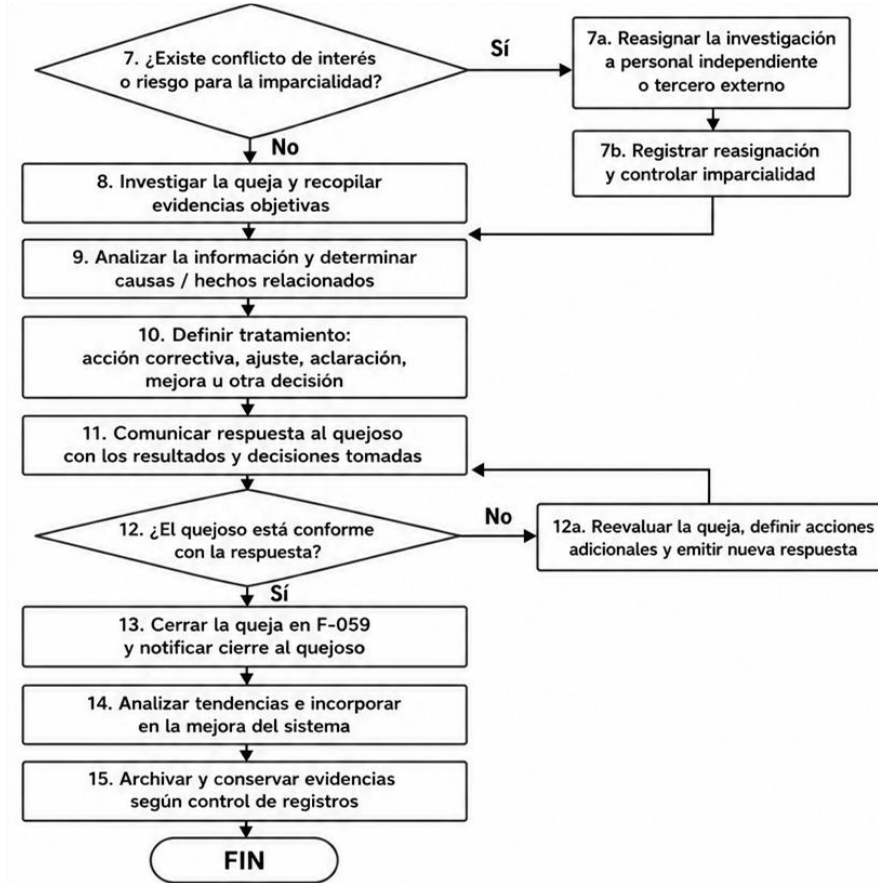 7. ¿Existe conflicto de interés
o riesgo para la imparcialidad?
Sí
7a. Reasignar la investigación
a personal independiente
o tercero externo
No
7b. Registrar reasignación
y controlar imparcialidad
8. Investigar la queja y recopilar
evidencias objetivas
9. Analizar la información y determinar
causas / hechos relacionados
10. Definir tratamiento:
acción correctiva, ajuste, aclaración,
mejora u otra decisión
11. Comunicar respuesta al quejoso
con los resultados y decisiones tomadas
12. ¿El quejoso está conforme
con la respuesta?
No
12a. Reevaluar la queja, definir acciones
adicionales y emitir nueva respuesta
Sí
13. Cerrar la queja en F-059
y notificar cierre al quejoso
14. Analizar tendencias e incorporar
en la mejora del sistema
15. Archivar y conservar evidencias
según control de registros
FIN